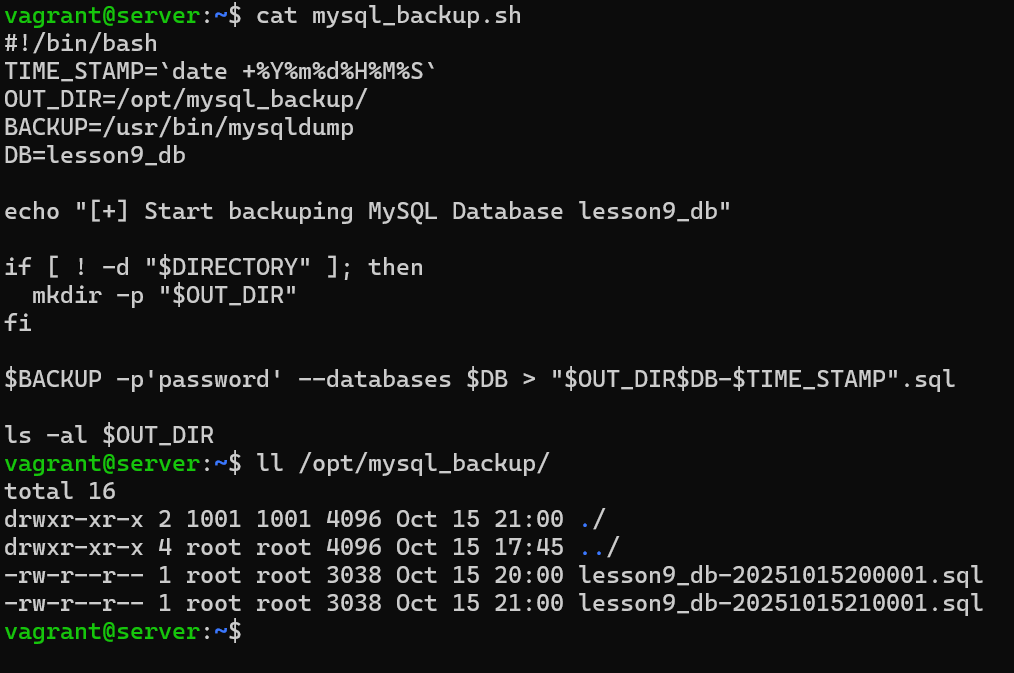 vagrant@server:~$ cat mysql_backup.sh
#!/bin/bash
TIME_STAMP=`date +%Y%m%d%H%M%S`
OUT_DIR=/opt/mysql_backup/
BACKUP=/usr/bin/mysqldump
DB=lesson9_db

echo "[+] Start backuping MySQL Database lesson9_db"

if [ ! -d "$DIRECTORY" ]; then
  mkdir -p "$OUT_DIR"
fi

$BACKUP -p'password' --databases $DB > "$OUT_DIR$DB-$TIME_STAMP".sql

ls -al $OUT_DIR
vagrant@server:~$ ll /opt/mysql_backup/
total 16
drwxr-xr-x 2 1001 1001 4096 Oct 15 21:00 ./
drwxr-xr-x 4 root root 4096 Oct 15 17:45 ../
-rw-r--r-- 1 root root 3038 Oct 15 20:00 lesson9_db-20251015200001.sql
-rw-r--r-- 1 root root 3038 Oct 15 21:00 lesson9_db-20251015210001.sql
vagrant@server:~$